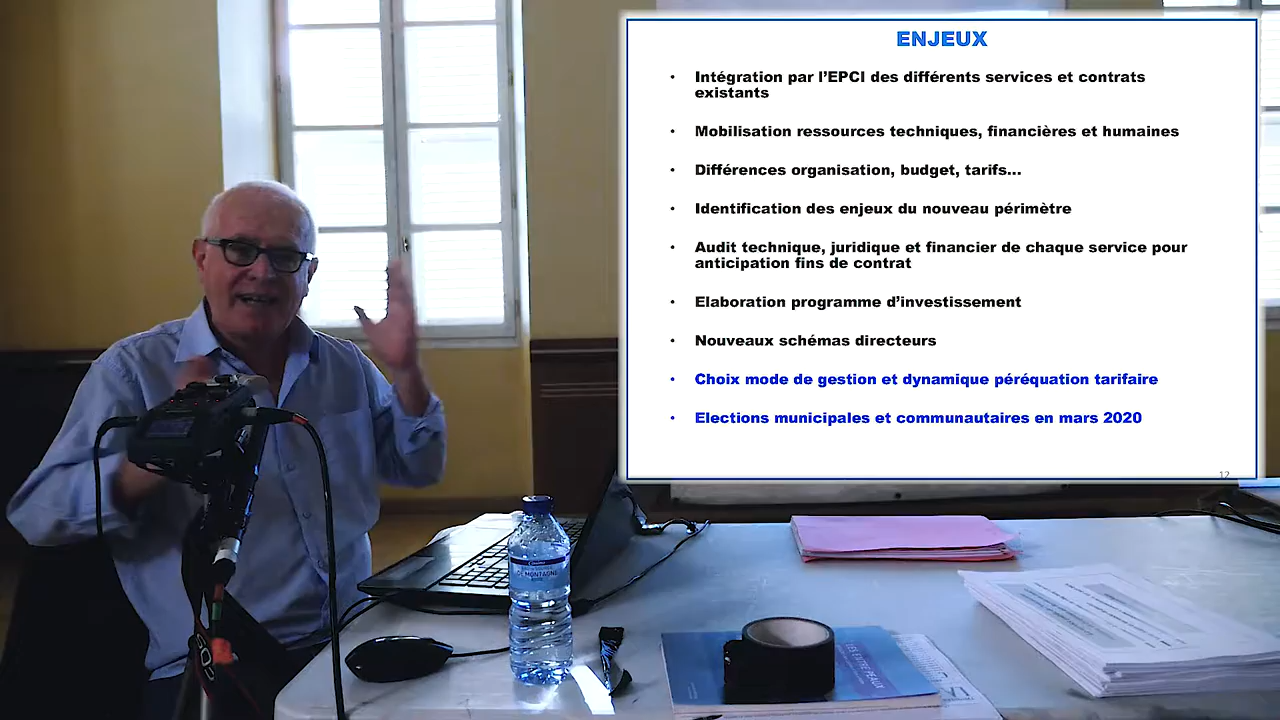 ENJEUX
• Intégration par l'EPCI des différents services et contrats
existants
• Mobilisation ressources techniques, financières et humaines
• Différences organisation, budget, tarifs...
• Identification des enjeux du nouveau périmètre
• Audit technique, juridique et financier de chaque service pour
anticipation fins de contrat
• Elaboration programme d'investissement
• Nouveaux schémas directeurs
• Choix mode de gestion et dynamique péréquation tarifaire
• Elections municipales et communautaires en mars 2020
12
Casino
DE MONTAGNE